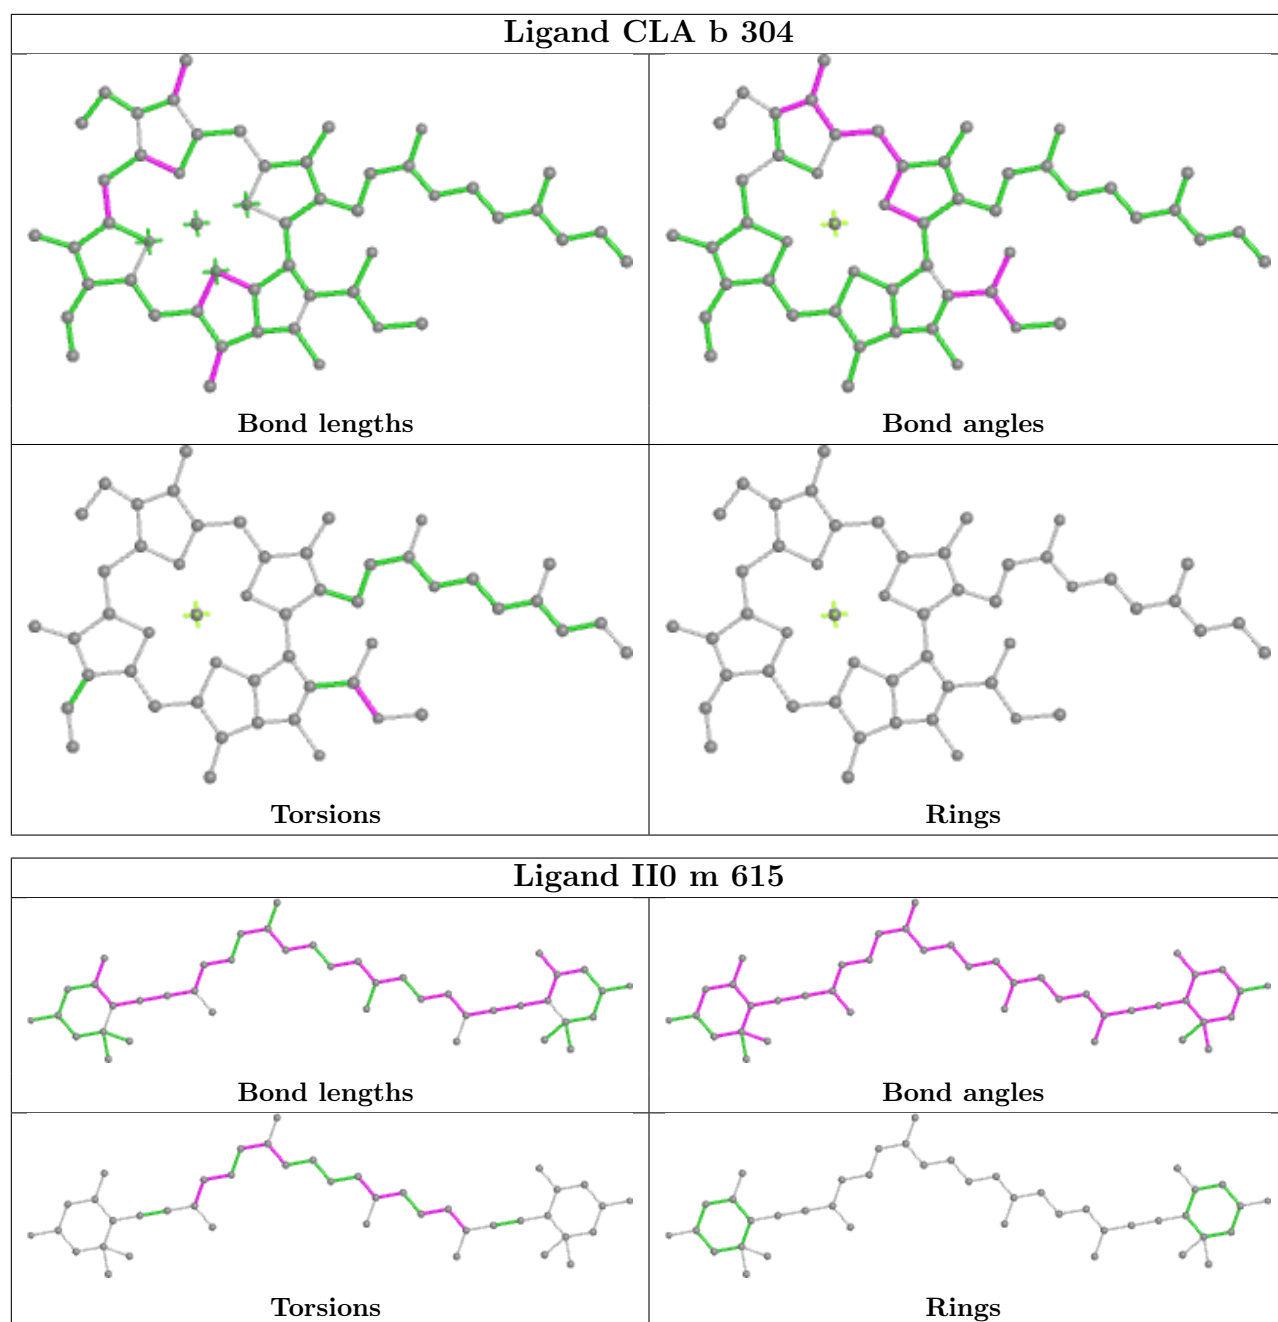 Ligand CLA b 304
Bond lengths
Bond angles
Torsions
Rings
Ligand II0 m 615
Bond lengths
Bond angles
Torsions
Rings